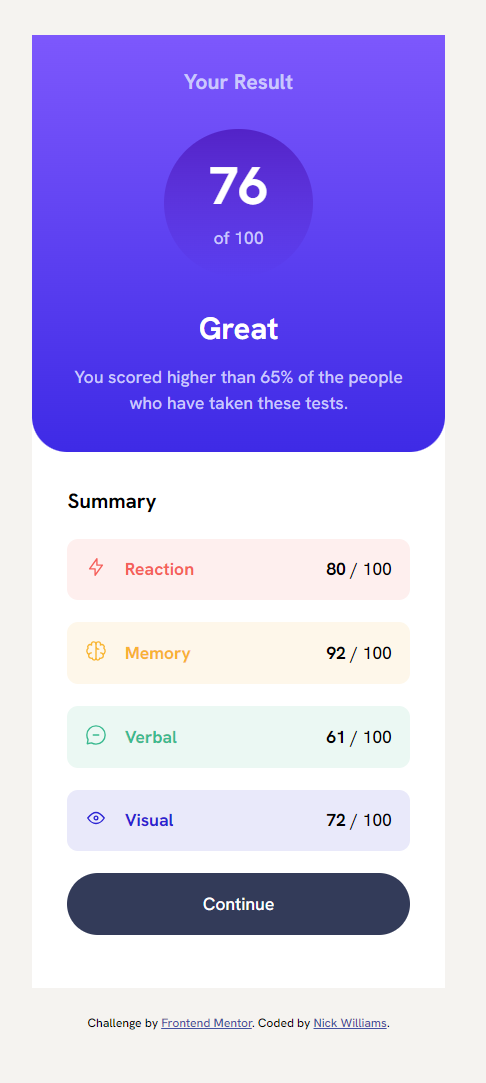 Your Result
76
of 100
Great
You scored higher than 65% of the people
who have taken these tests.
Summary
Reaction 80 / 100
Memory 92 / 100
Verbal 61 / 100
Visual 72 / 100
Continue
Challenge by Frontend Mentor. Coded by Nick Williams.